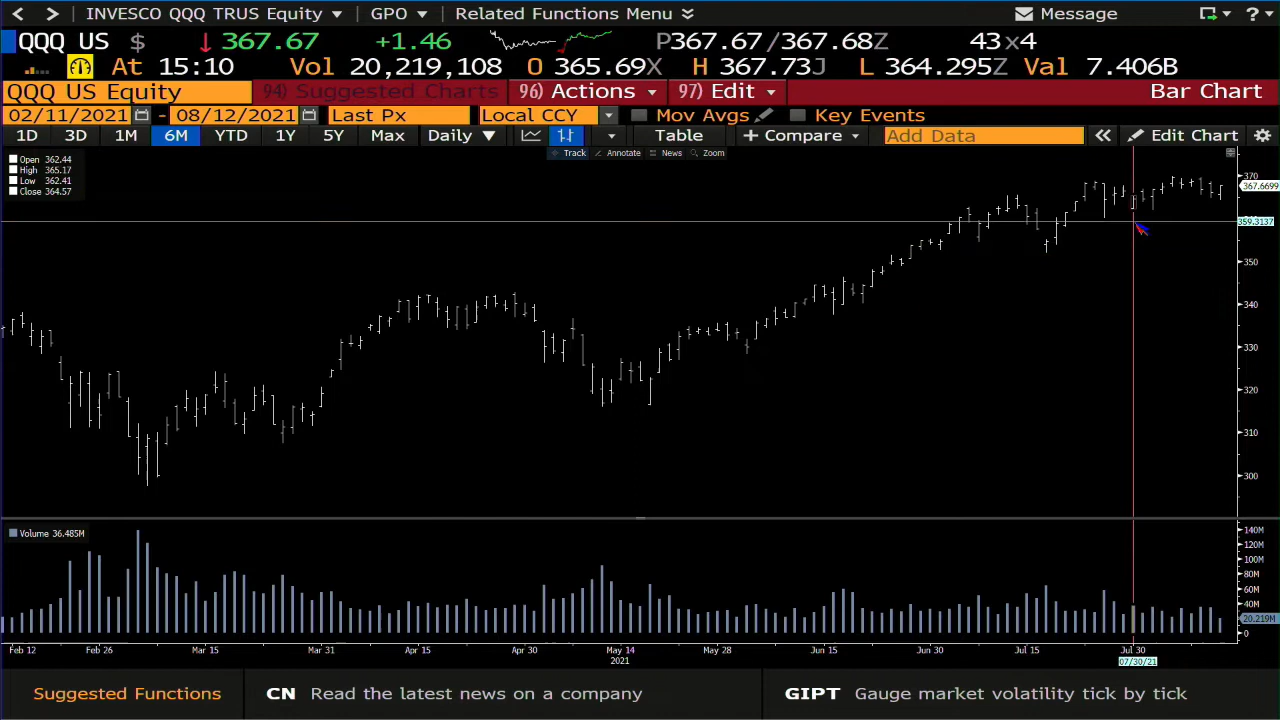 INVESCO QQQ TRUS Equity GPO Related Functions Menu Message ?
QQQ US $ 367.67 +1.46 P367.67/367.68Z 43x4
At 15:10 Vol 20,219,108 O 365.69X H 367.73J L 364.295Z Val 7.406B
QQQ US Equity 94) Suggested Charts 96) Actions 97) Edit Bar Chart
02/11/2021 - 08/12/2021 Last Px Local CCY Mov Avgs Key Events
1D 3D 1M 6M YTD 1Y 5Y Max Daily Table + Compare Add Data Edit Chart
Track Annotate News Zoom
Open 362.44
High 365.17
Low 362.41
Close 364.57
370
367.6699
359.3137
350
340
330
320
310
300
Volume 36.485M
140M
120M
100M
80M
60M
40M
20.219M
0
Feb 12 Feb 26 Mar 15 Mar 31 Apr 15 Apr 30 May 14 May 28 Jun 15 Jun 30 Jul 15 Jul 30
2021 07/30/21
Suggested Functions CN Read the latest news on a company GIPT Gauge market volatility tick by tick